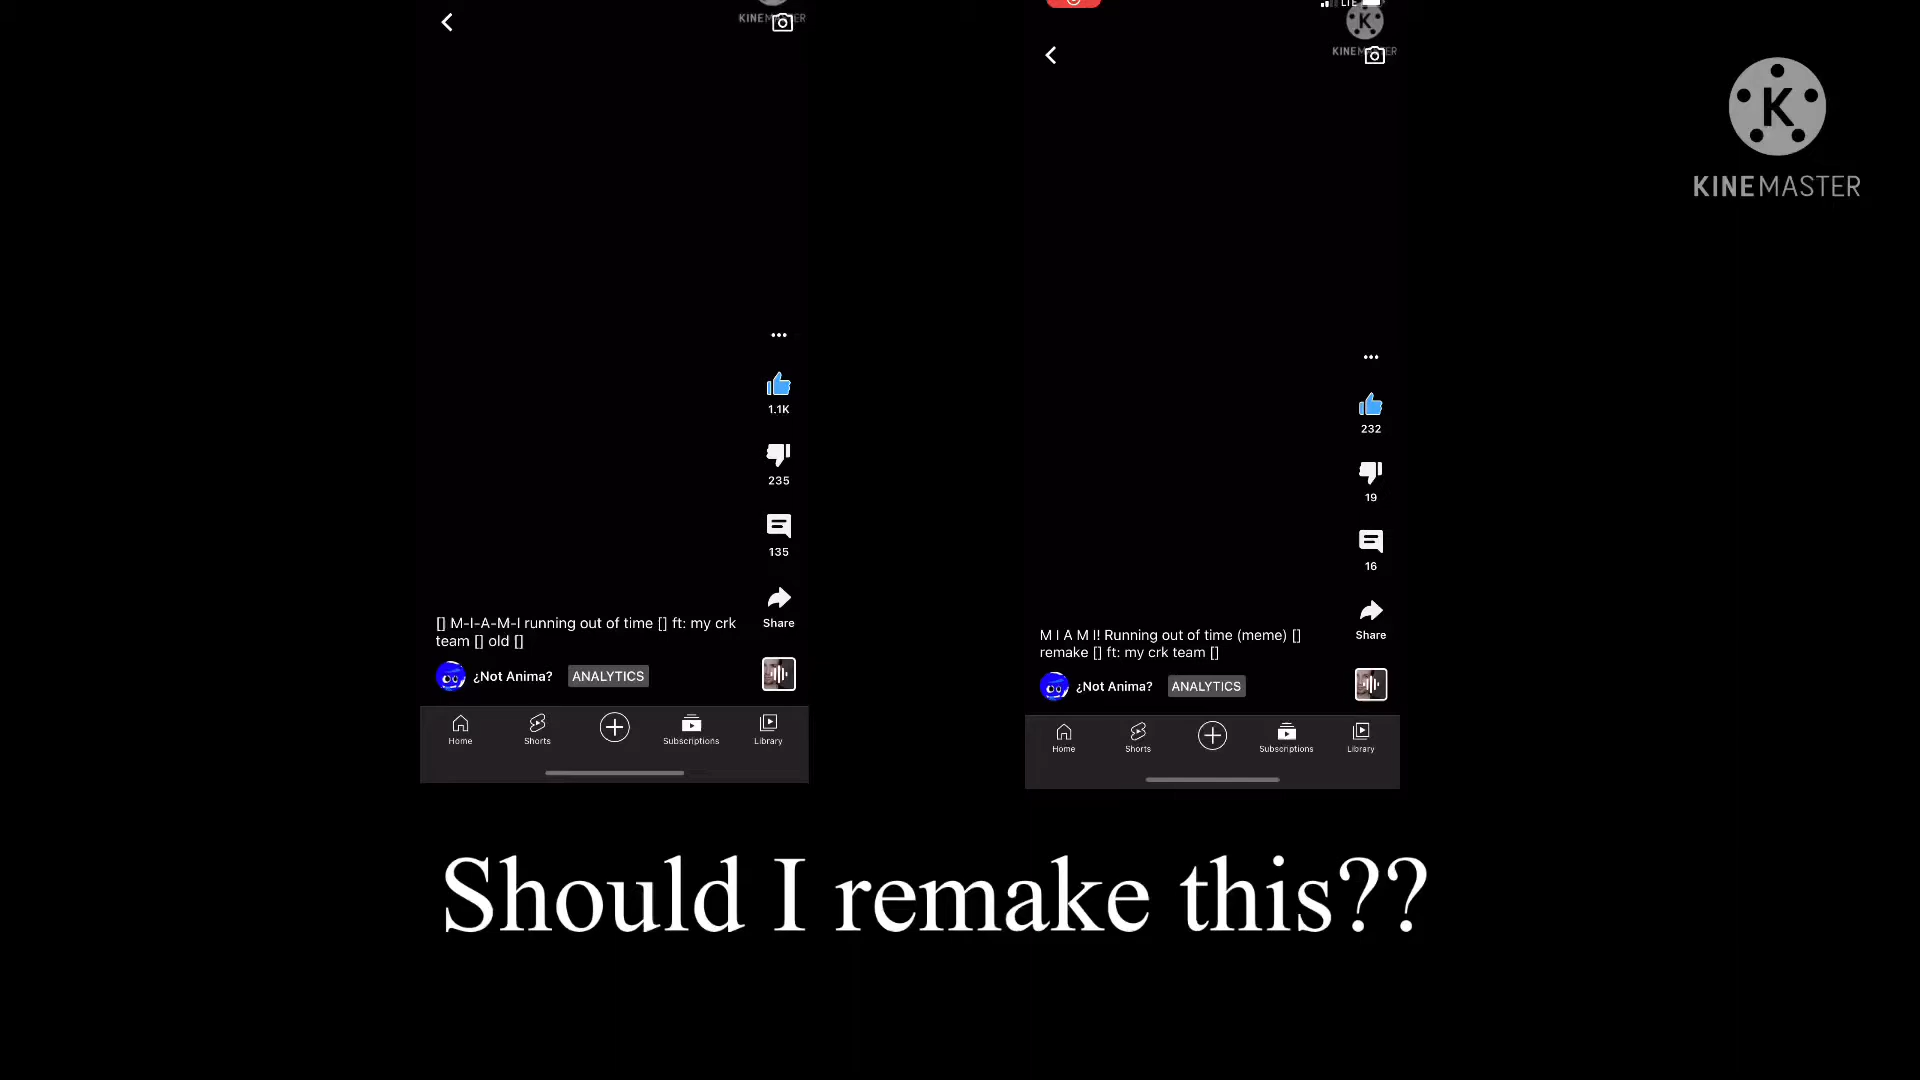 KINEMASTER
1.1K
235
135
Share
[] M-I-A-M-I running out of time [] ft: my crk
team [] old []
¿Not Anima?
ANALYTICS
Home
Shorts
Subscriptions
Library
LTE
KINEMASTER
232
19
16
Share
M I A M I! Running out of time (meme) []
remake [] ft: my crk team []
¿Not Anima?
ANALYTICS
Home
Shorts
Subscriptions
Library
K
KINEMASTER
Should I remake this??